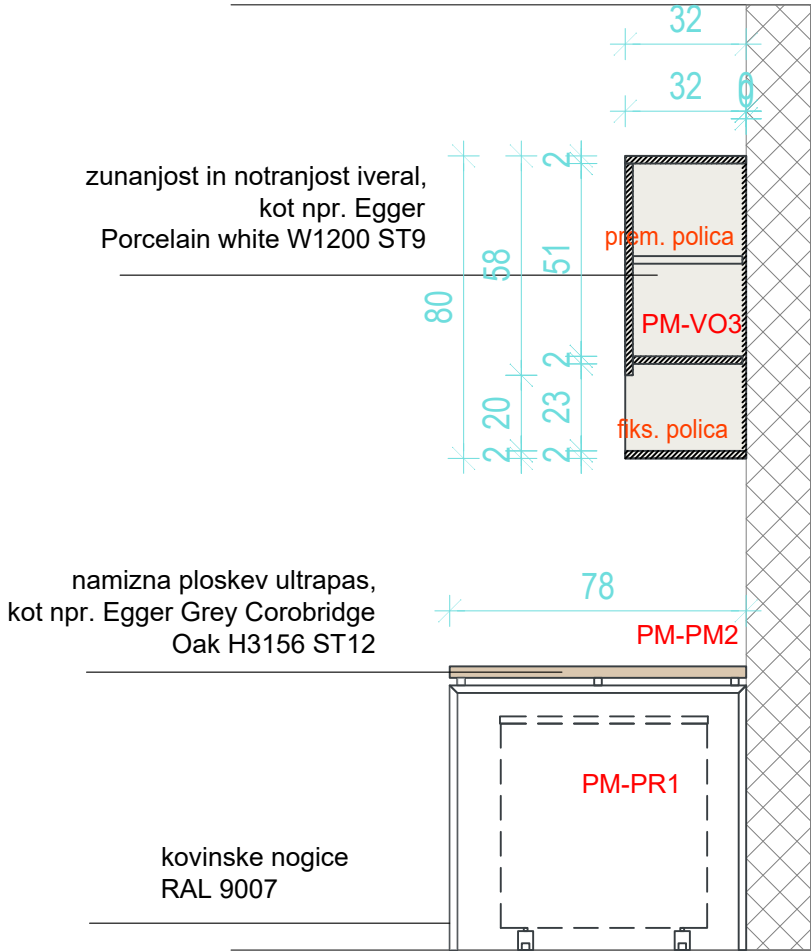 32
32
0
0
zunanjost in notranjost iveral,
kot npr. Egger
Porcelain white W1200 ST9
2
prem. polica
58
51
80
PM-VO3
2
20
23
fiks. polica
2
2
namizna ploskev ultrapas,
kot npr. Egger Grey Corobridge
Oak H3156 ST12
78
PM-PM2
PM-PR1
kovinske nogice
RAL 9007